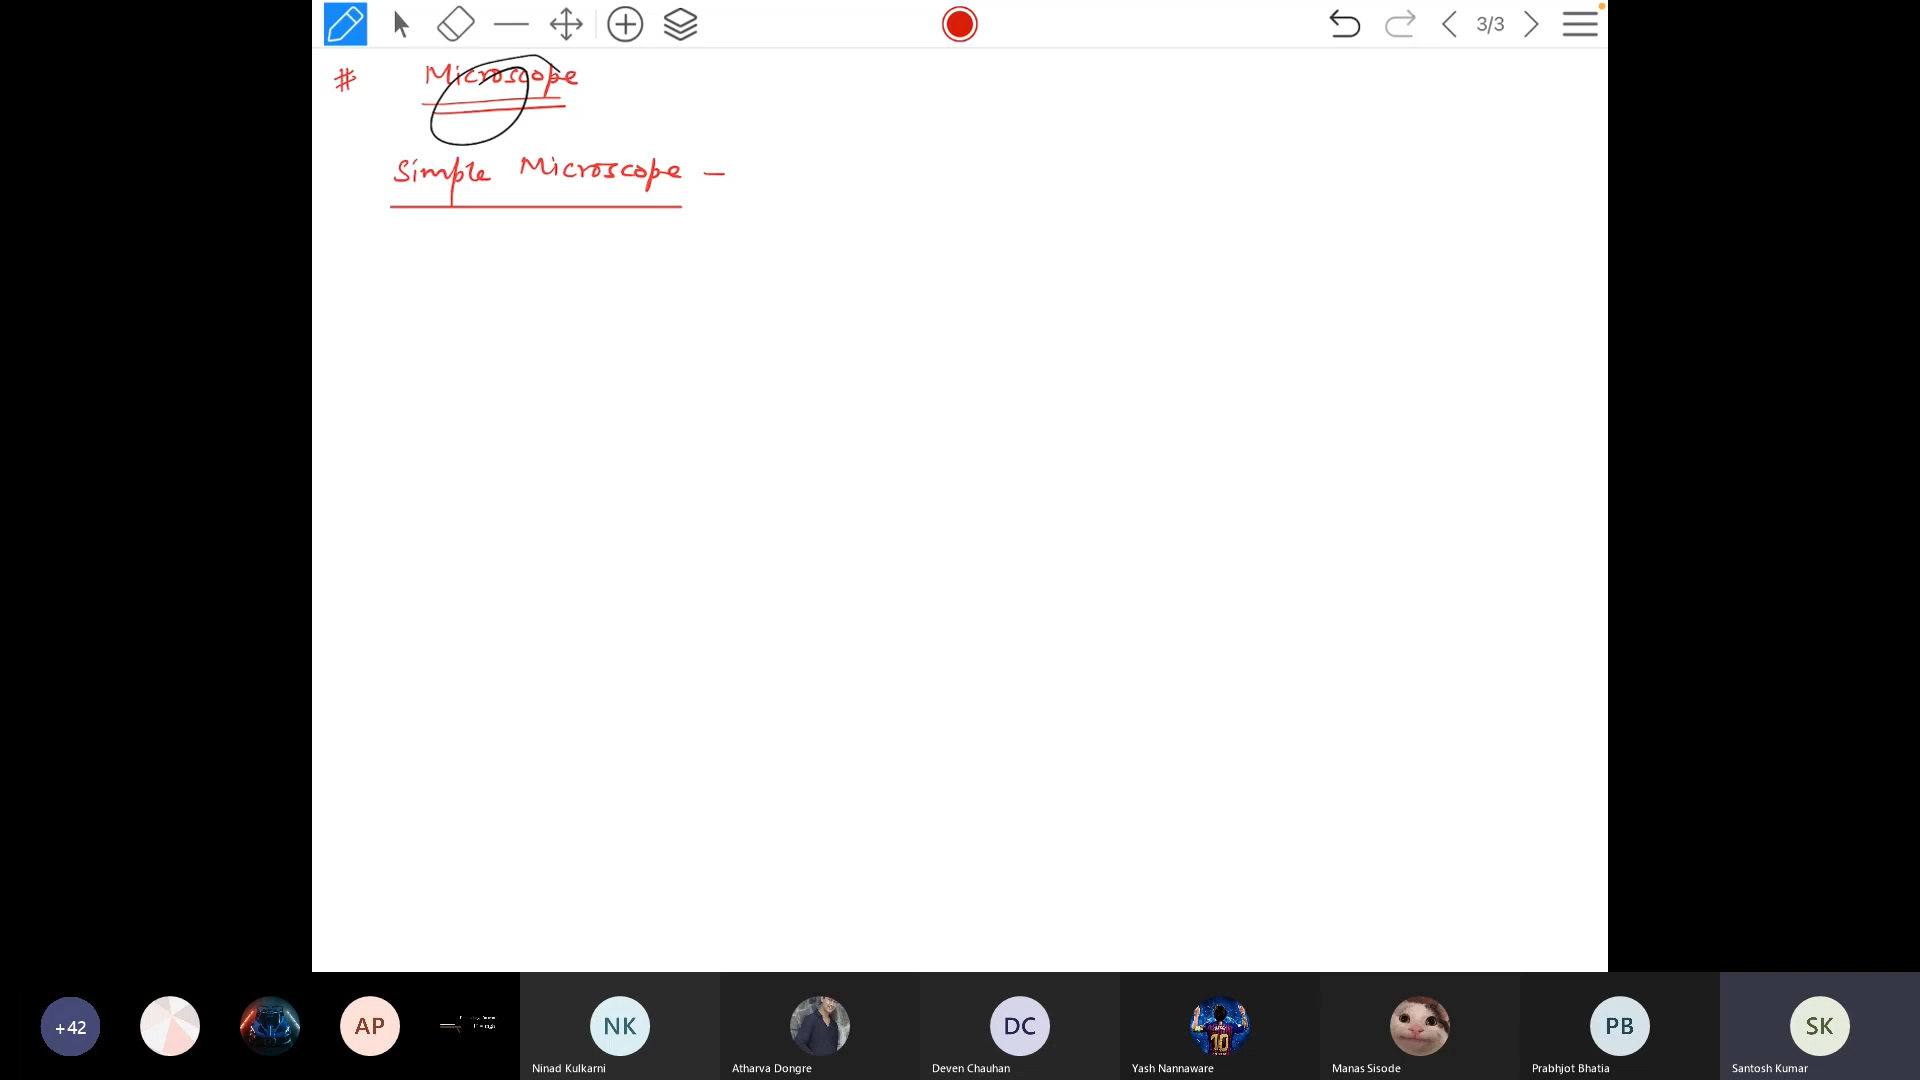 3/3
# Microscope
Simple Microscope –
+42
AP
NK
DC
10
PB
SK
Ninad Kulkarni
Atharva Dongre
Deven Chauhan
Yash Nannaware
Manas Sisode
Prabhjot Bhatia
Santosh Kumar